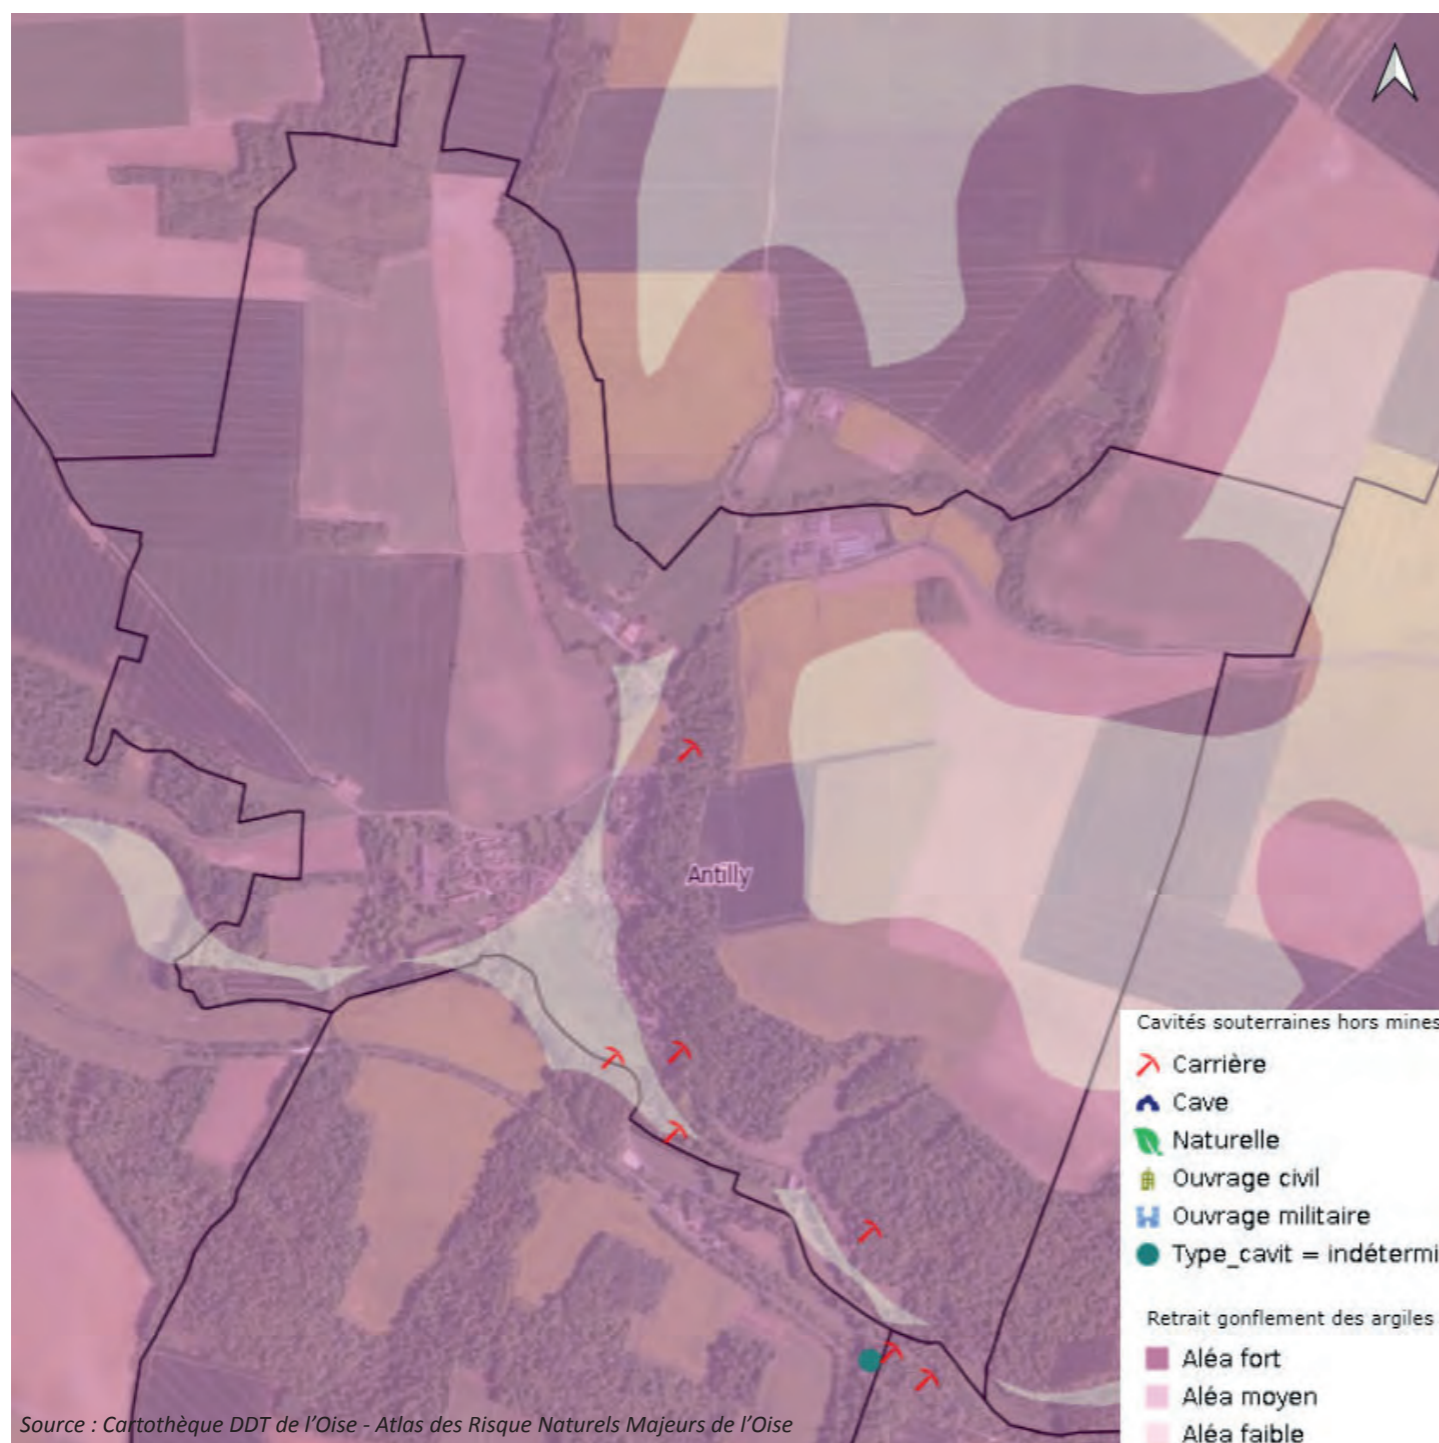 Antilly
Cavités souterraines hors mines
Carrière
Cave
Naturelle
Ouvrage civil
Ouvrage militaire
Type_cavit = indétermi
Retrait gonflement des argiles
Aléa fort
Aléa moyen
Aléa faible
Source : Cartothèque DDT de l'Oise - Atlas des Risque Naturels Majeurs de l'Oise